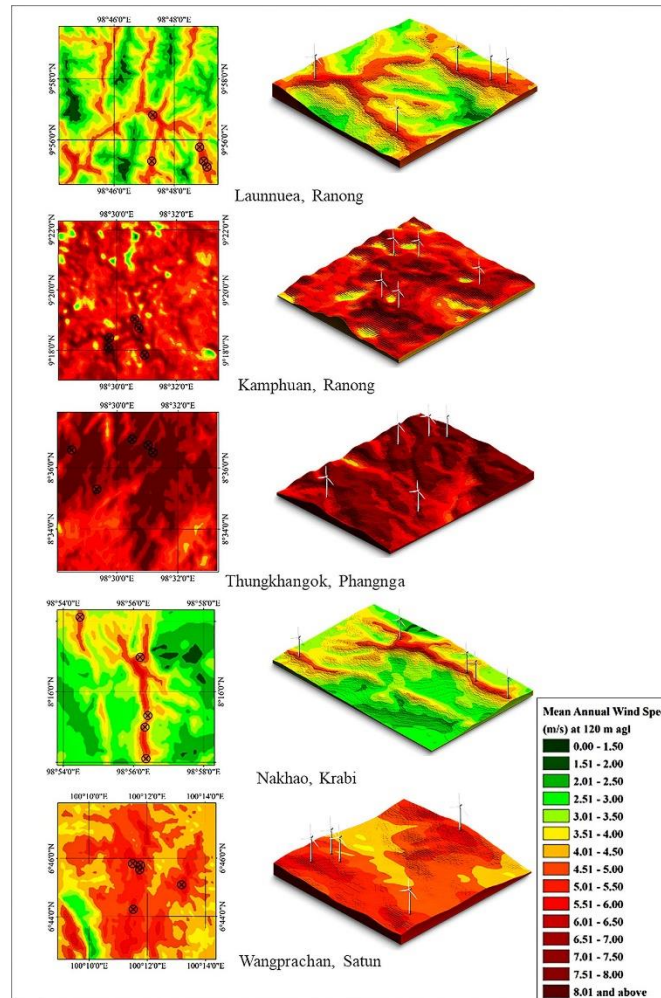 98°46'0"E 98°48'0"E
9°58'0"N 9°58'0"N
9°56'0"N 9°56'0"N
98°46'0"E 98°48'0"E
Launnuea, Ranong
98°30'0"E 98°32'0"E
9°22'0"N 9°22'0"N
9°20'0"N 9°20'0"N
9°18'0"N 9°18'0"N
98°30'0"E 98°32'0"E
Kamphuan, Ranong
98°30'0"E 98°32'0"E
8°36'0"N 8°36'0"N
8°34'0"N 8°34'0"N
98°30'0"E 98°32'0"E
Thungkhangok, Phangnga
98°54'0"E 98°56'0"E 98°58'0"E
8°16'0"N 8°16'0"N
98°54'0"E 98°56'0"E 98°58'0"E
Nakhao, Krabi
100°10'0"E 100°12'0"E 100°14'0"E
6°46'0"N 6°46'0"N
6°44'0"N 6°44'0"N
100°10'0"E 100°12'0"E 100°14'0"E
Wangprachan, Satun
Mean Annual Wind Spe
(m/s) at 120 m agl
0.00 - 1.50
1.51 - 2.00
2.01 - 2.50
2.51 - 3.00
3.01 - 3.50
3.51 - 4.00
4.01 - 4.50
4.51 - 5.00
5.01 - 5.50
5.51 - 6.00
6.01 - 6.50
6.51 - 7.00
7.01 - 7.50
7.51 - 8.00
8.01 and above